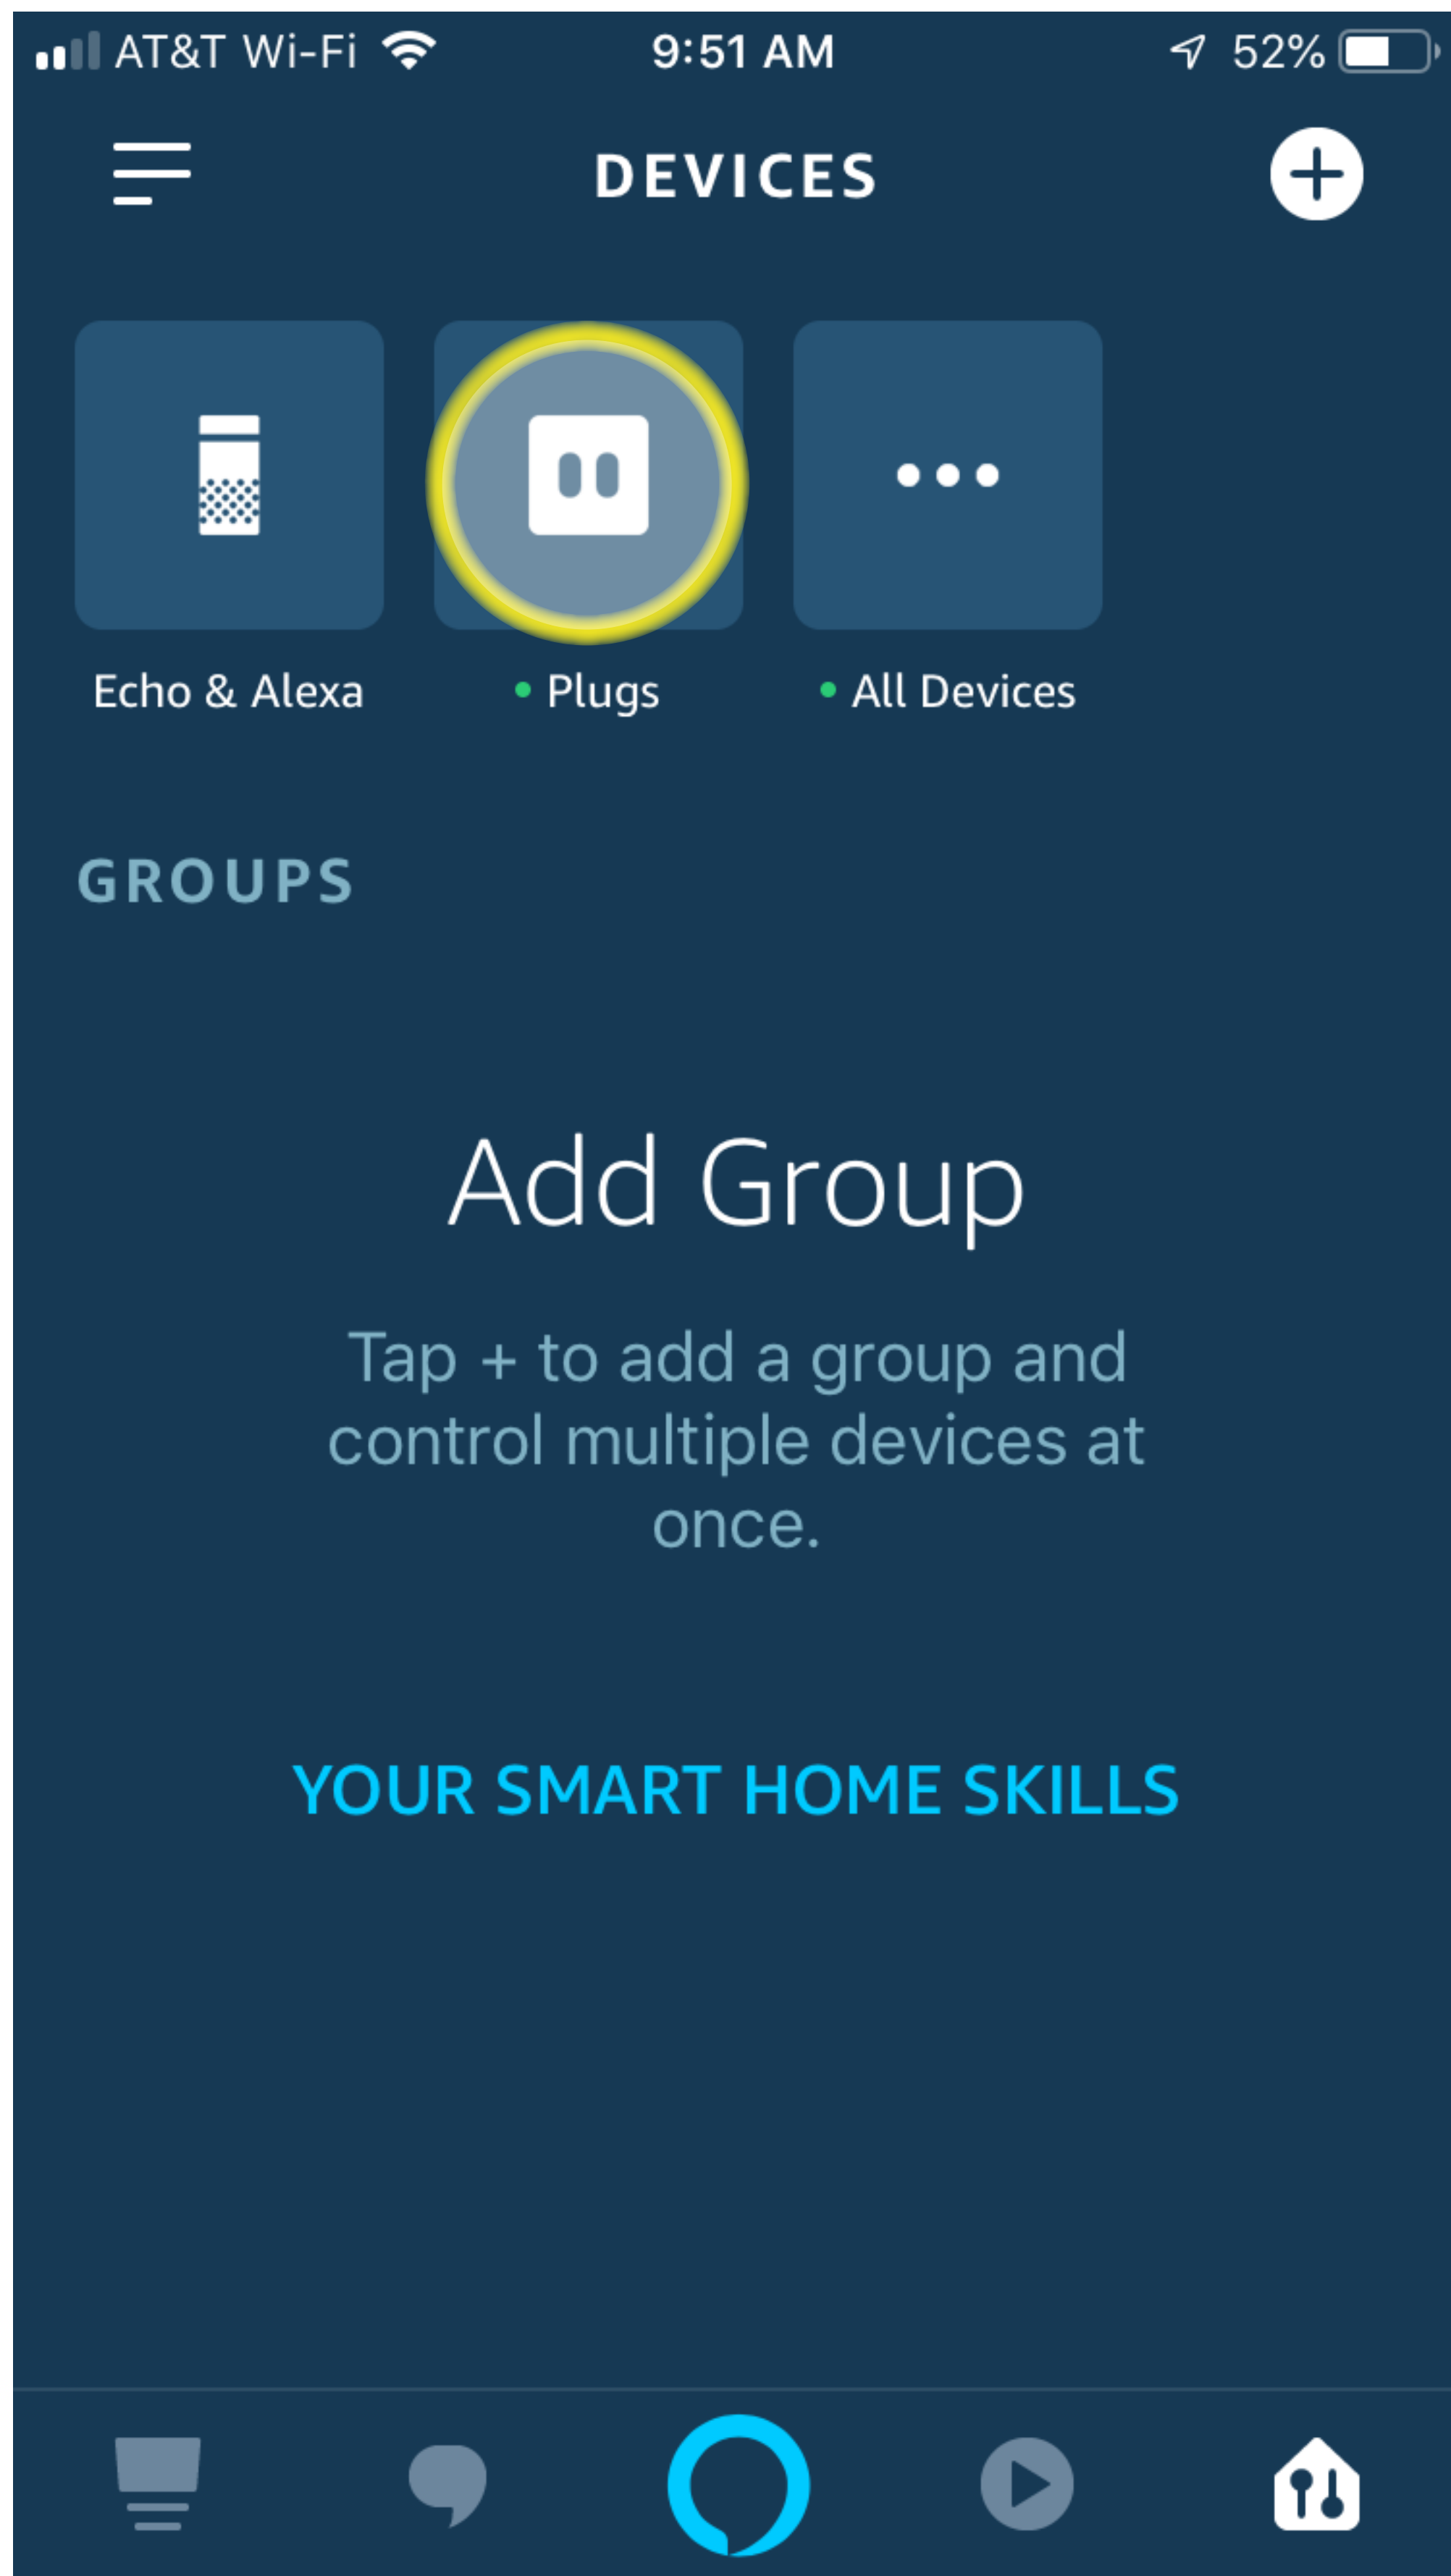 AT&T Wi-Fi 9:51 AM 52%
DEVICES
Echo & Alexa Plugs All Devices
GROUPS
Add Group
Tap + to add a group and
control multiple devices at
once.
YOUR SMART HOME SKILLS